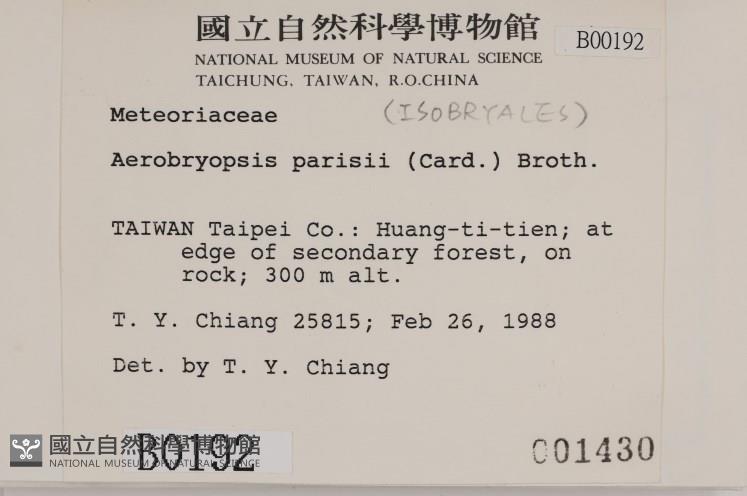 國立自然科學博物館
B00192
NATIONAL MUSEUM OF NATURAL SCIENCE
TAICHUNG, TAIWAN, R.O.CHINA
Meteoriaceae
(ISOBRYALES)
Aerobryopsis parisii (Card.) Broth.
TAIWAN Taipei Co.: Huang-ti-tien; at
edge of secondary forest, on
rock; 300 m alt.
T. Y. Chiang 25815; Feb 26, 1988
Det. by T. Y. Chiang
國立自然科學博物館
NATIONAL MUSEUM OF NATURAL SCIENCE
B00192
001430